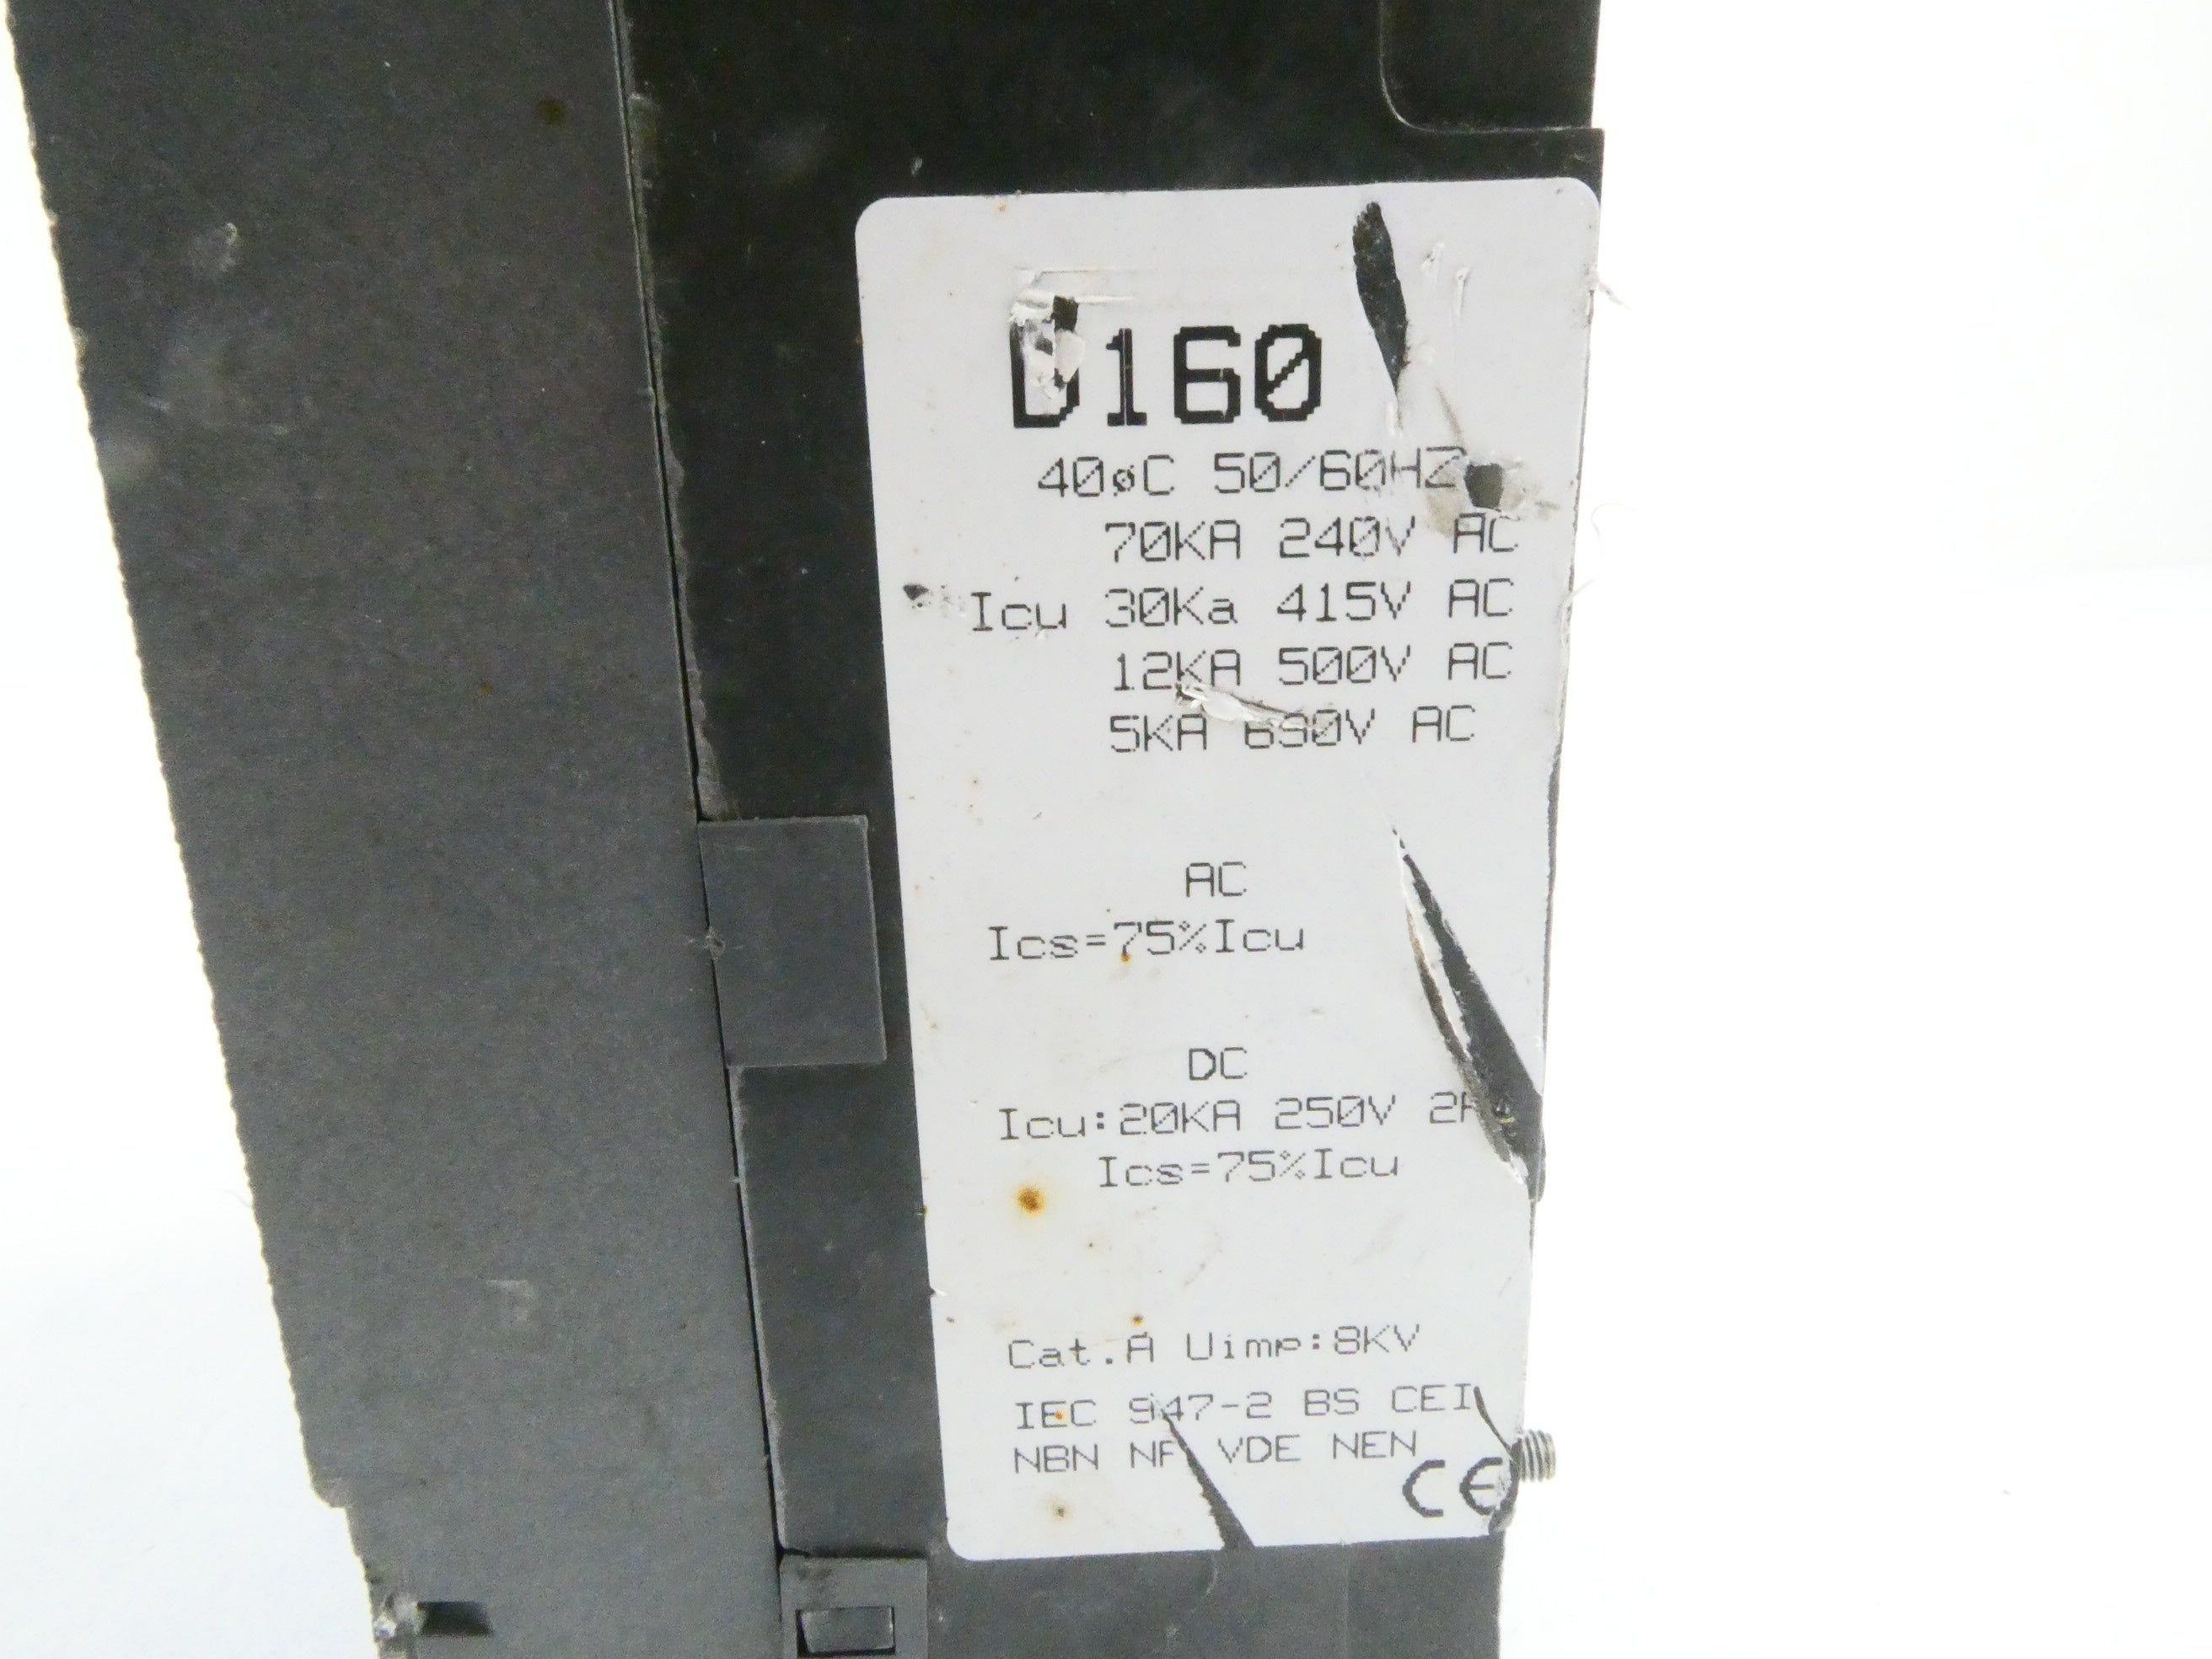 D160
40øC 50/60HZ
70KA 240V AC
Icu 30Ka 415V AC
12KA 500V AC
5KA 690V AC
AC
Ics=75%Icu
DC
Icu:20KA 250V
Ics=75%Icu
Cat.A Uimp:8KV
IEC 947-2 BS CEI
NBN NF VDE NEN
CE